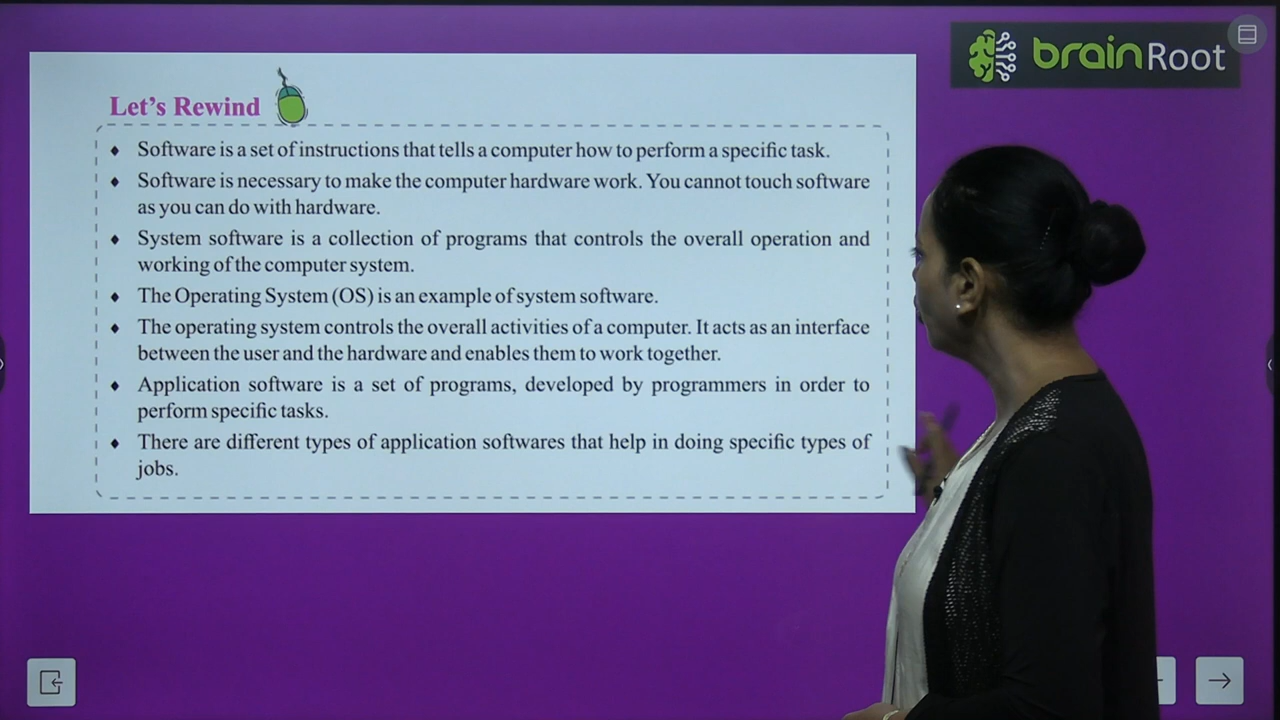 brainRoot
Let's Rewind
♦ Software is a set of instructions that tells a computer how to perform a specific task.
♦ Software is necessary to make the computer hardware work. You cannot touch software
as you can do with hardware.
♦ System software is a collection of programs that controls the overall operation and
working of the computer system.
♦ The Operating System (OS) is an example of system software.
♦ The operating system controls the overall activities of a computer. It acts as an interface
between the user and the hardware and enables them to work together.
♦ Application software is a set of programs, developed by programmers in order to
perform specific tasks.
♦ There are different types of application softwares that help in doing specific types of
jobs.